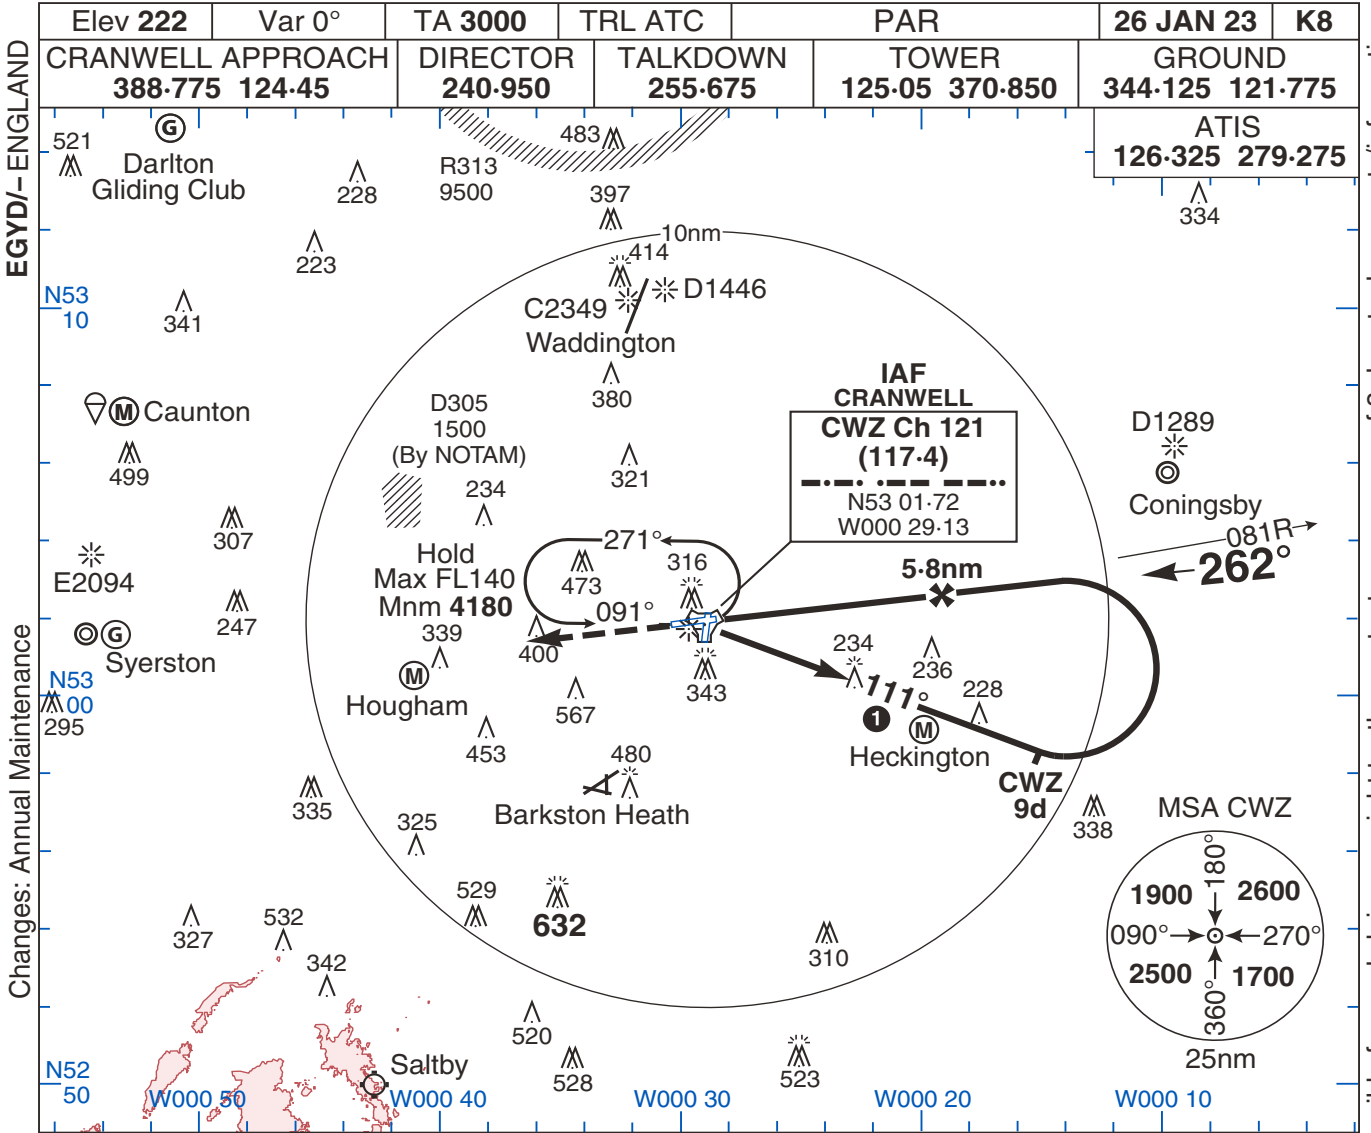 Elev 222
Var 0°
TA 3000
TRL ATC
PAR
26 JAN 23
K8
CRANWELL APPROACH
388·775 124·45
DIRECTOR
240·950
TALKDOWN
255·675
TOWER
125·05 370·850
GROUND
344·125 121·775
ATIS
126·325 279·275
EGYD/– ENGLAND
Changes: Annual Maintenance
521
G
Darlton
Gliding Club
228
R313
9500
483
397
334
223
10nm
414
N53
10
341
C2349
D1446
Waddington
380
IAF
CRANWELL
CWZ Ch 121
(117·4)
N53 01·72
W000 29·13
M Caunton
499
D305
1500
(By NOTAM)
234
321
D1289
Coningsby
081R
262°
307
E2094
247
G
Syerston
Hold
Max FL140
Mnm 4180
271°
473
316
091°
5·8nm
339
400
M
Hougham
343
234
236
111°
228
1
M
Heckington
N53
00
295
567
453
480
Barkston Heath
CWZ
9d
338
335
325
529
632
310
327
532
342
MSA CWZ
180°
1900
2600
090°
270°
2500
1700
360°
25nm
520
528
523
Saltby
N52
50
W000 50
W000 40
W000 30
W000 20
W000 10